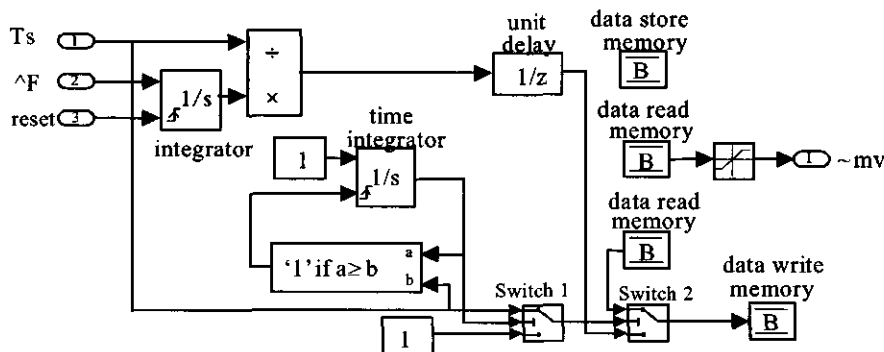 Ts
1
^F
2
reset
3
1/s
integrator
÷
×
time
integrator
1
1/s
'1' if a≥ b
a
b
1
unit
delay
1/z
data store
memory
B
data read
memory
B
1
~mv
data read
memory
B
Switch 1
Switch 2
data write
memory
B